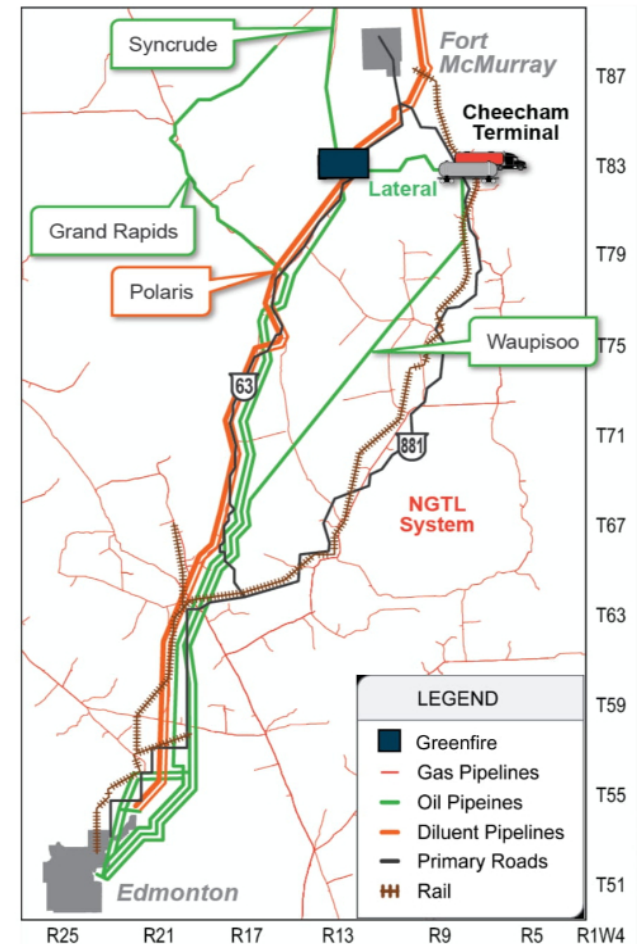 Syncrude
Fort
McMurray
T87
Cheecham
Terminal
T83
Lateral
Grand Rapids
T79
Polaris
Waupisoo
T75
63
T71
881
NGTL
System
T67
T63
LEGEND
T59
Greenfire
Gas Pipelines
T55
Oil Pipeines
Diluent Pipelines
Primary Roads
Rail
T51
Edmonton
R25 R21 R17 R13 R9 R5 R1W4